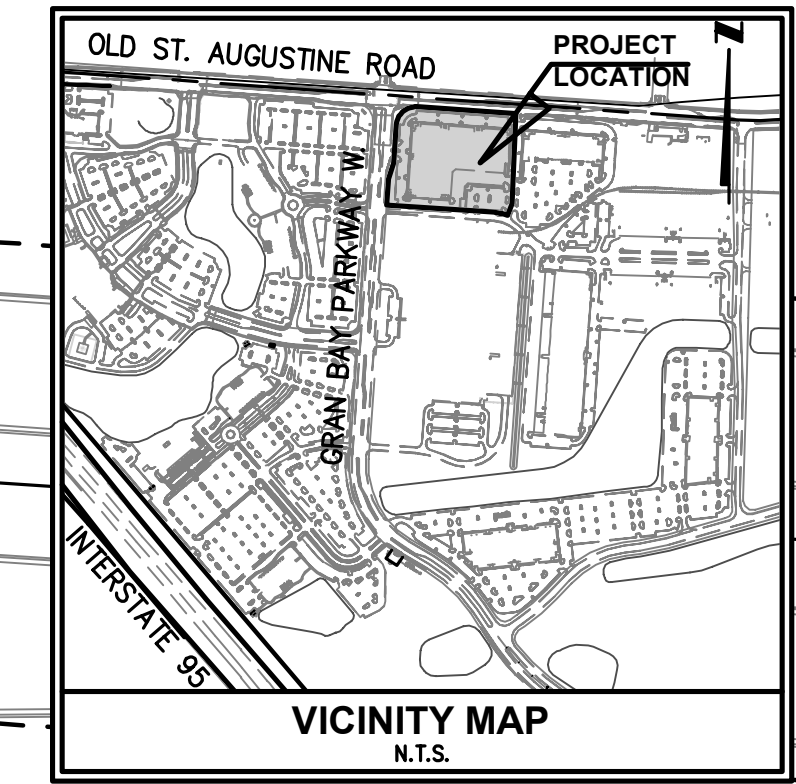 OLD ST. AUGUSTINE ROAD
PROJECT
LOCATION
N
GRAN BAY PARKWAY W.
INTERSTATE 95
VICINITY MAP
N.T.S.